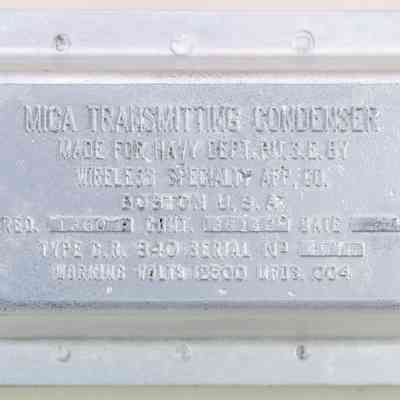 MICA TRANSMITTING CONDENSER
MADE FOR NAVY DEPT. BU. S.E. BY
WIRELESS SPECIALTY APP. CO.
BOSTON U.S.A.
REQ. CONT. DATE
TYPE SERIAL Nº
WORKING VOLTS 12500 MFDS. .004